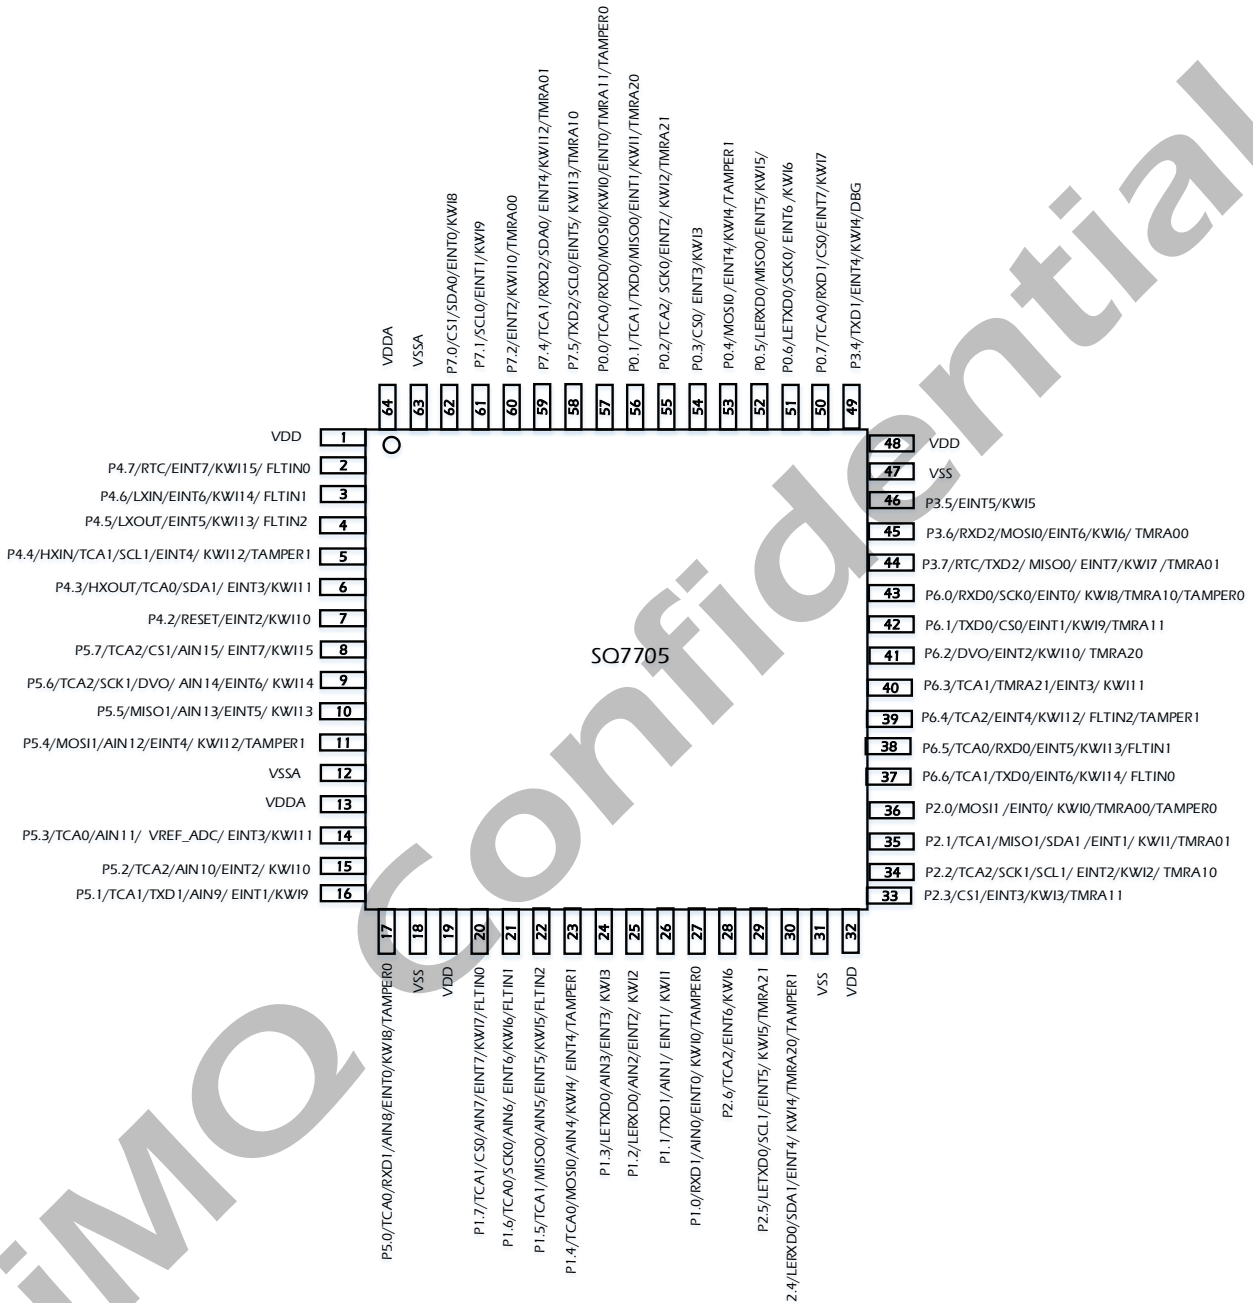 P7.0/CS1/SDA0/EINT0/KWI8
P7.1/SCL0/EINT1/KWI9
P7.2/EINT2/KWI10/TMRA00
P7.4/TCA1/RXD2/SDA0/ EINT4/KWI12/TMRA01
P7.5/TXD2/SCL0/EINT5/ KWI13/TMRA10
P0.0/TCA0/RXD0/MOSI0/KWI0/EINT0/TMRA11/TAMPER0
P0.1/TCA1/TXD0/MISO0/EINT1/KWI1/TMRA20
P0.2/TCA2/ SCK0/EINT2/ KWI2/TMRA21
P0.3/CS0/ EINT3/KWI3
P0.4/MOSI0 /EINT4/KWI4/TAMPER1
P0.5/LERXD0/MISO0/EINT5/KWI5/
P0.6/LETXD0/SCK0/ EINT6 /KWI6
P0.7/TCA0/RXD1/CS0/EINT7/KWI7
P3.4/TXD1/EINT4/KWI4/DBG
VDDA
VSSA
64 63 62 61 60 59 58 57 56 55 54 53 52 51 50 49
VDD 1
P4.7/RTC/EINT7/KWI15/ FLTIN0 2
P4.6/LXIN/EINT6/KWI14/ FLTIN1 3
P4.5/LXOUT/EINT5/KWI13/ FLTIN2 4
P4.4/HXIN/TCA1/SCL1/EINT4/ KWI12/TAMPER1 5
P4.3/HXOUT/TCA0/SDA1/ EINT3/KWI11 6
P4.2/RESET/EINT2/KWI10 7
P5.7/TCA2/CS1/AIN15/ EINT7/KWI15 8
P5.6/TCA2/SCK1/DVO/ AIN14/EINT6/ KWI14 9
P5.5/MISO1/AIN13/EINT5/ KWI13 10
P5.4/MOSI1/AIN12/EINT4/ KWI12/TAMPER1 11
VSSA 12
VDDA 13
P5.3/TCA0/AIN11/ VREF_ADC/ EINT3/KWI11 14
P5.2/TCA2/AIN10/EINT2/ KWI10 15
P5.1/TCA1/TXD1/AIN9/ EINT1/KWI9 16
SQ7705
48 VDD
47 VSS
46 P3.5/EINT5/KWI5
45 P3.6/RXD2/MOSI0/EINT6/KWI6/ TMRA00
44 P3.7/RTC/TXD2/ MISO0/ EINT7/KWI7 /TMRA01
43 P6.0/RXD0/SCK0/EINT0/ KWI8/TMRA10/TAMPER0
42 P6.1/TXD0/CS0/EINT1/KWI9/TMRA11
41 P6.2/DVO/EINT2/KWI10/ TMRA20
40 P6.3/TCA1/TMRA21/EINT3/ KWI11
39 P6.4/TCA2/EINT4/KWI12/ FLTIN2/TAMPER1
38 P6.5/TCA0/RXD0/EINT5/KWI13/FLTIN1
37 P6.6/TCA1/TXD0/EINT6/KWI14/ FLTIN0
36 P2.0/MOSI1 /EINT0/ KWI0/TMRA00/TAMPER0
35 P2.1/TCA1/MISO1/SDA1 /EINT1/ KWI1/TMRA01
34 P2.2/TCA2/SCK1/SCL1/ EINT2/KWI2/ TMRA10
33 P2.3/CS1/EINT3/KWI3/TMRA11
17 18 19 20 21 22 23 24 25 26 27 28 29 30 31 32
P5.0/TCA0/RXD1/AIN8/EINT0/KWI8/TAMPER0
VSS
VDD
P1.7/TCA1/CS0/AIN7/EINT7/KWI7/FLTIN0
P1.6/TCA0/SCK0/AIN6/ EINT6/KWI6/FLTIN1
P1.5/TCA1/MISO0/AIN5/EINT5/KWI5/FLTIN2
P1.4/TCA0/MOSI0/AIN4/KWI4/ EINT4/TAMPER1
P1.3/LETXD0/AIN3/EINT3/ KWI3
P1.2/LERXD0/AIN2/EINT2/ KWI2
P1.1/TXD1/AIN1/ EINT1/ KWI1
P1.0/RXD1/AIN0/EINT0/ KWI0/TAMPER0
P2.6/TCA2/EINT6/KWI6
P2.5/LETXD0/SCL1/EINT5/ KWI5/TMRA21
2.4/LERXD0/SDA1/EINT4/ KWI4/TMRA20/TAMPER1
VSS
VDD
iMQ Confidential